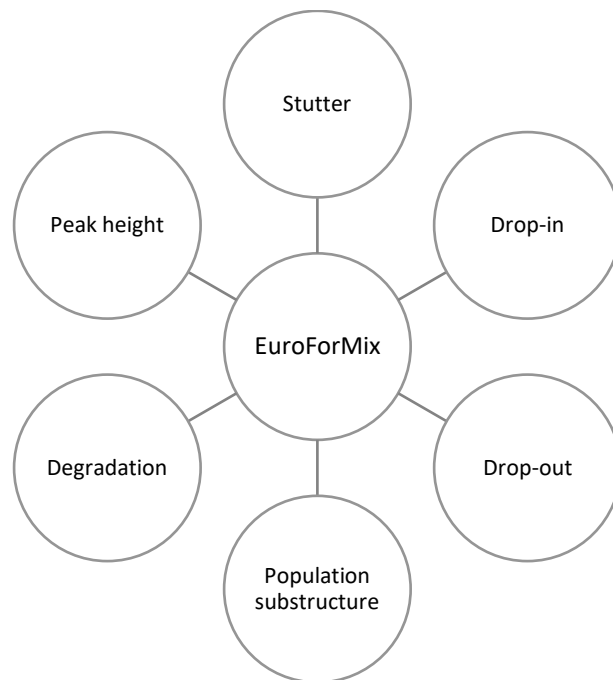 Stutter
Peak height
Drop-in
EuroForMix
Degradation
Drop-out
Population
substructure